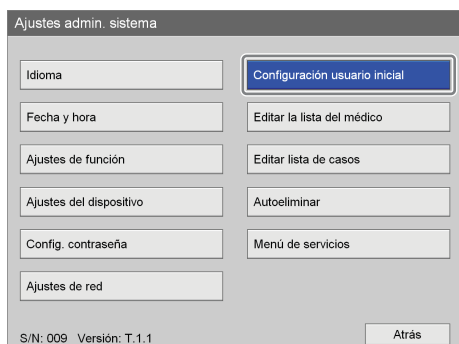 Ajustes admin. sistema
Idioma
Configuración usuario inicial
Fecha y hora
Editar la lista del médico
Ajustes de función
Editar lista de casos
Ajustes del dispositivo
Autoeliminar
Config. contraseña
Menú de servicios
Ajustes de red
S/N: 009 Versión: T.1.1
Atrás